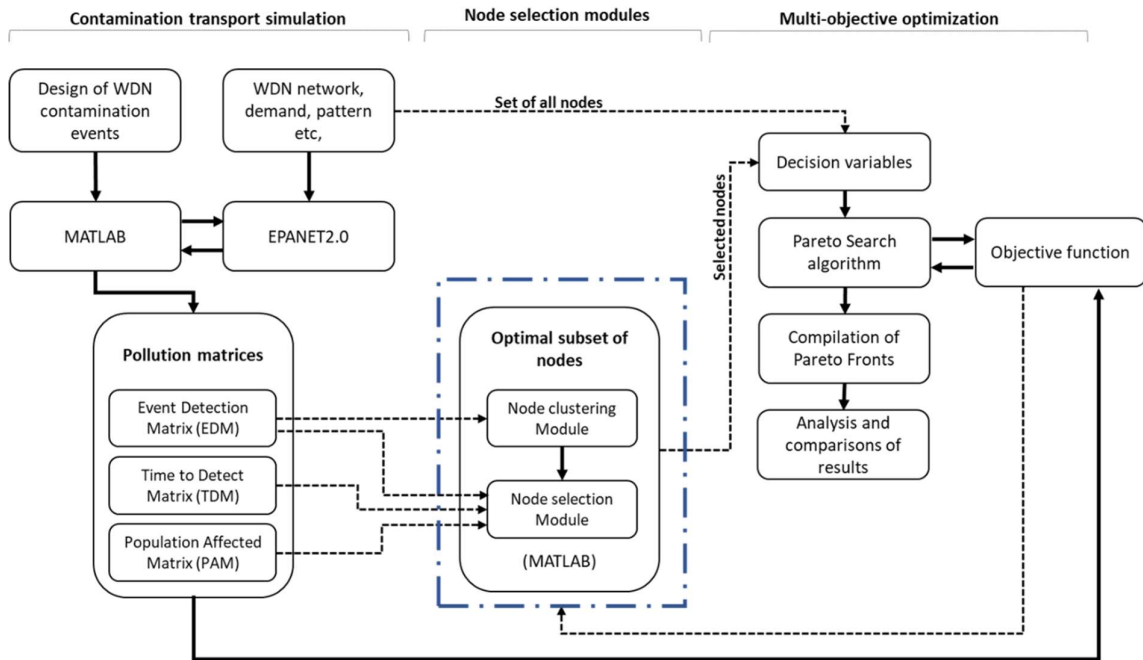 Contamination transport simulation
Node selection modules
Multi-objective optimization
Design of WDN
contamination
events
WDN network,
demand, pattern
etc,
Set of all nodes
Decision variables
MATLAB
EPANET2.0
Selected nodes
Pareto Search
algorithm
Objective function
Pollution matrices
Event Detection
Matrix (EDM)
Time to Detect
Matrix (TDM)
Population Affected
Matrix (PAM)
Optimal subset of
nodes
Node clustering
Module
Node selection
Module
(MATLAB)
Compilation of
Pareto Fronts
Analysis and
comparisons of
results